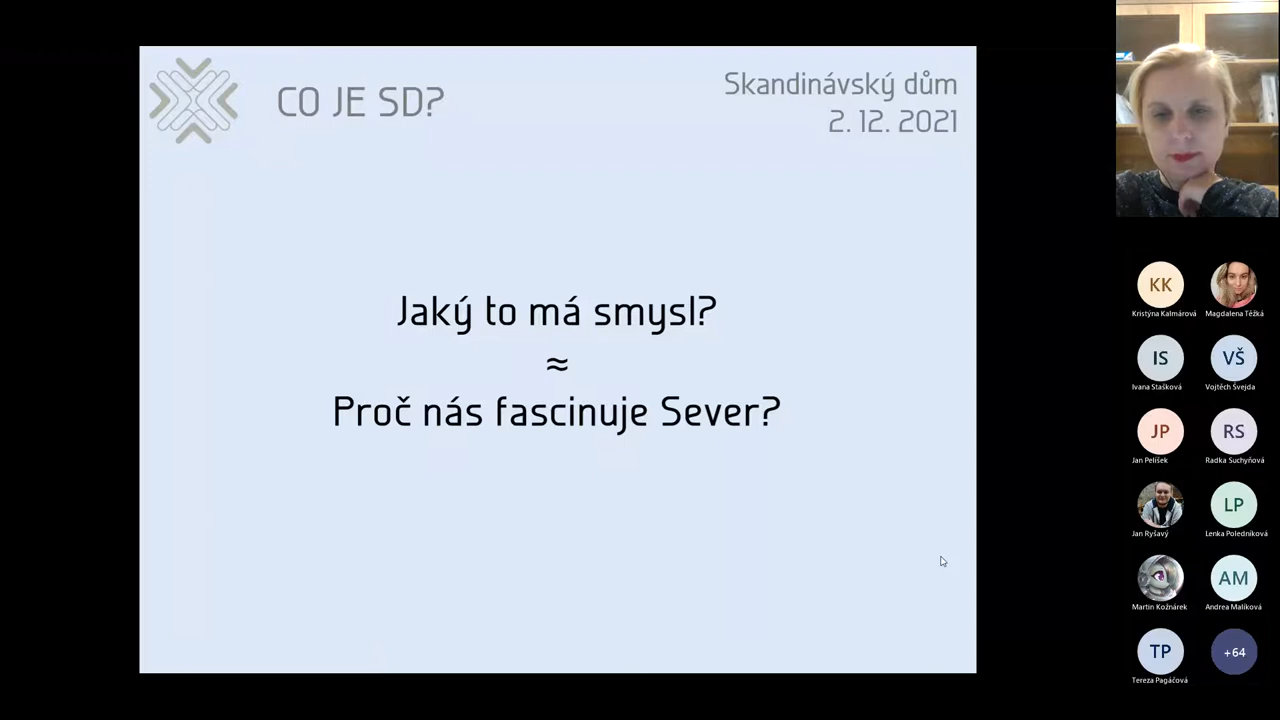 CO JE SD?
Skandinávský dům
2. 12. 2021
Jaký to má smysl?
≈
Proč nás fascinuje Sever?
KK
Kristýna Kalmárová
Magdalena Těžká
IS
Ivana Stašková
VŠ
Vojtěch Švejda
JP
Jan Pelíšek
RS
Radka Suchyňová
Jan Ryšavý
LP
Lenka Poledníková
Martin Kožnárek
AM
Andrea Malíková
TP
Tereza Pagáčová
+64